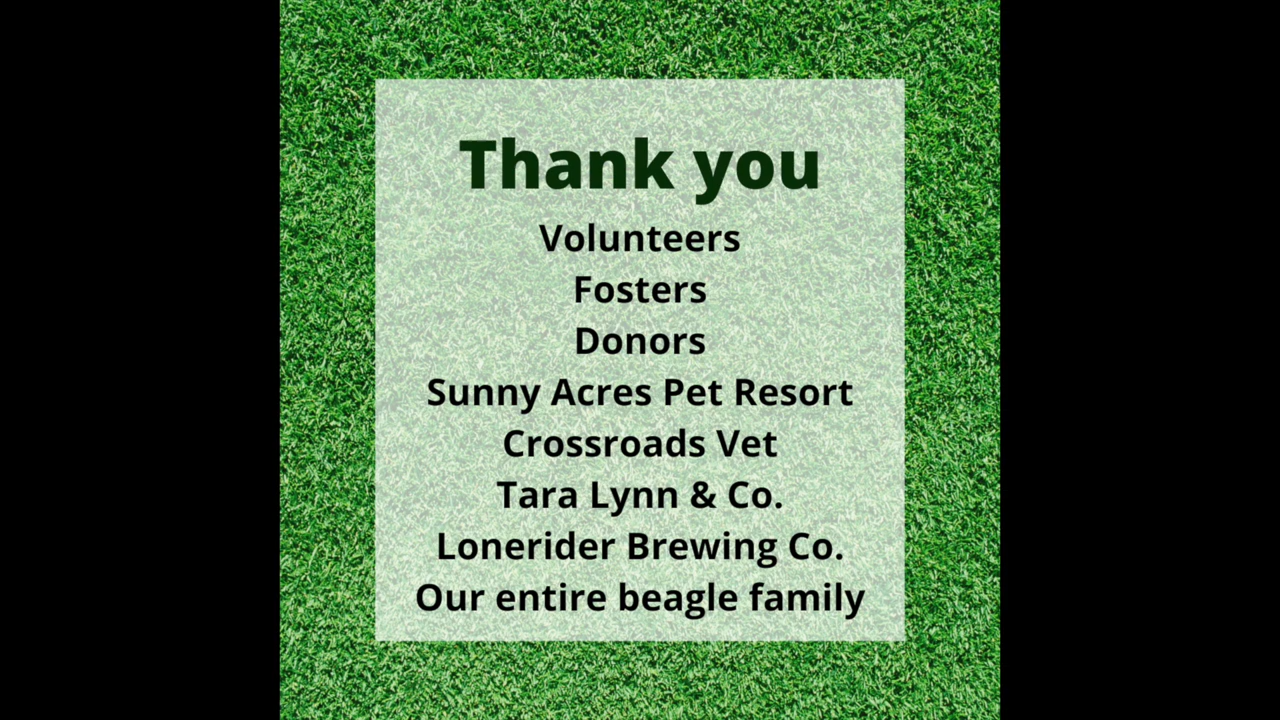 Thank you
Volunteers
Fosters
Donors
Sunny Acres Pet Resort
Crossroads Vet
Tara Lynn & Co.
Lonerider Brewing Co.
Our entire beagle family